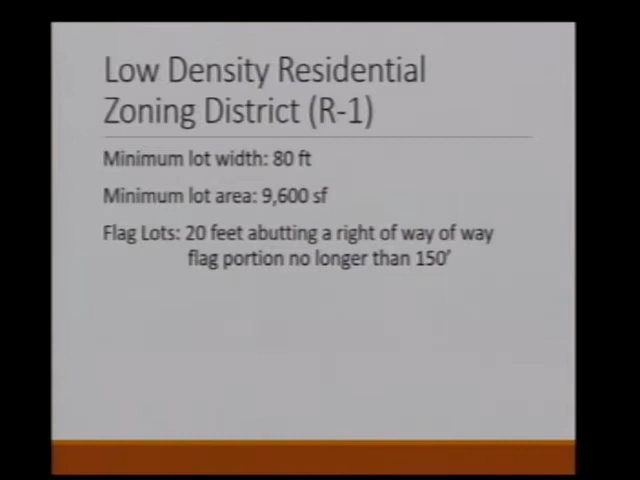 Low Density Residential
Zoning District (R-1)
Minimum lot width: 80 ft
Minimum lot area: 9,600 sf
Flag Lots: 20 feet abutting a right of way of way
flag portion no longer than 150'